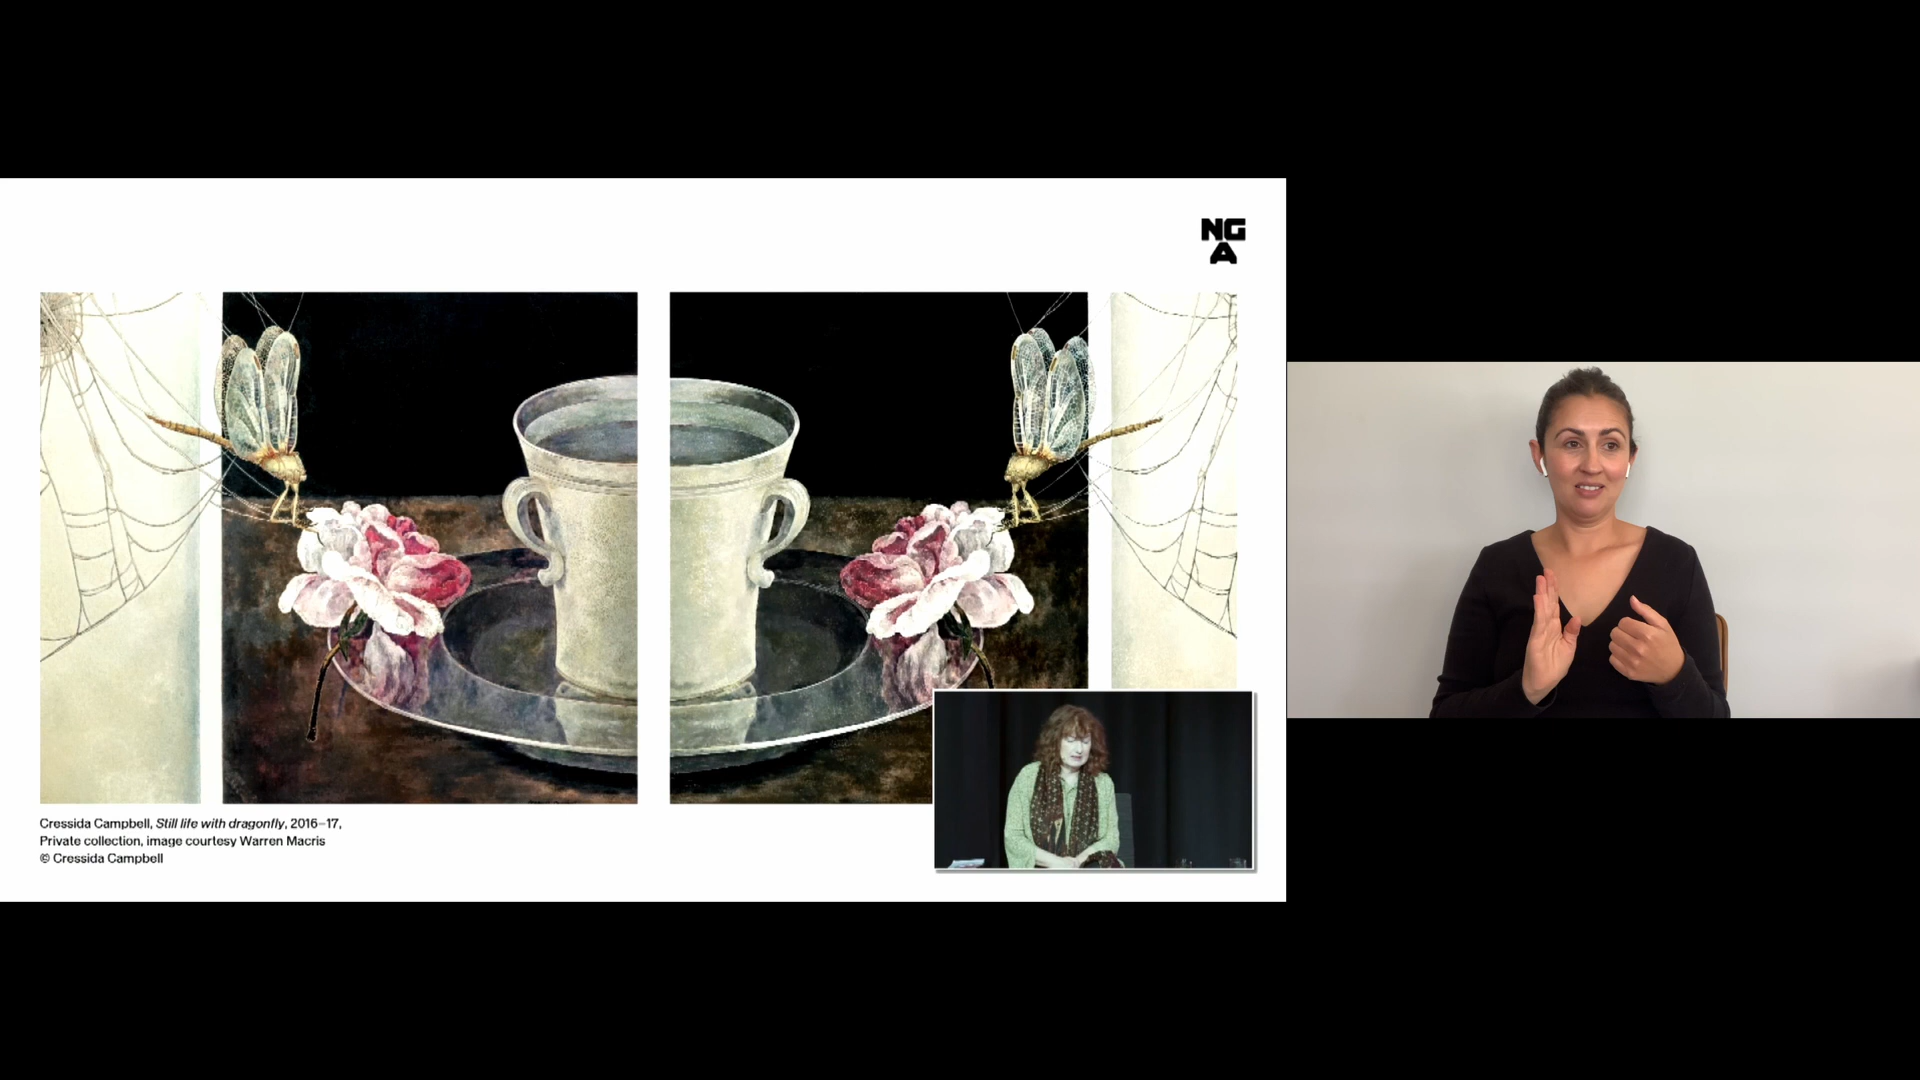 NG
A
Cressida Campbell, Still life with dragonfly, 2016–17,
Private collection, image courtesy Warren Macris
© Cressida Campbell